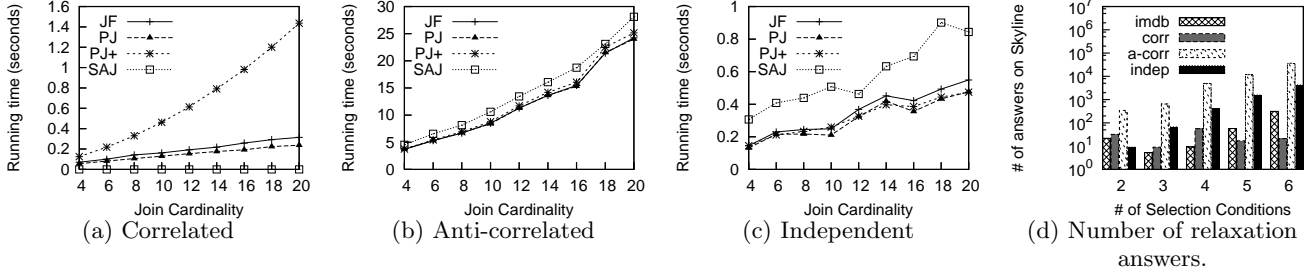 Running time (seconds)
1.6
1.4
1.2
1
0.8
0.6
0.4
0.2
0
JF
PJ
PJ+
SAJ
4 6 8 10 12 14 16 18 20
Join Cardinality
(a) Correlated
Running time (seconds)
30
25
20
15
10
5
0
JF
PJ
PJ+
SAJ
4 6 8 10 12 14 16 18 20
Join Cardinality
(b) Anti-correlated
Running time (seconds)
1
0.8
0.6
0.4
0.2
0
JF
PJ
PJ+
SAJ
4 6 8 10 12 14 16 18 20
Join Cardinality
(c) Independent
# of answers on Skyline
10^7
10^6
10^5
10^4
10^3
10^2
10^1
10^0
imdb
corr
a-corr
indep
2 3 4 5 6
# of Selection Conditions
(d) Number of relaxation
answers.